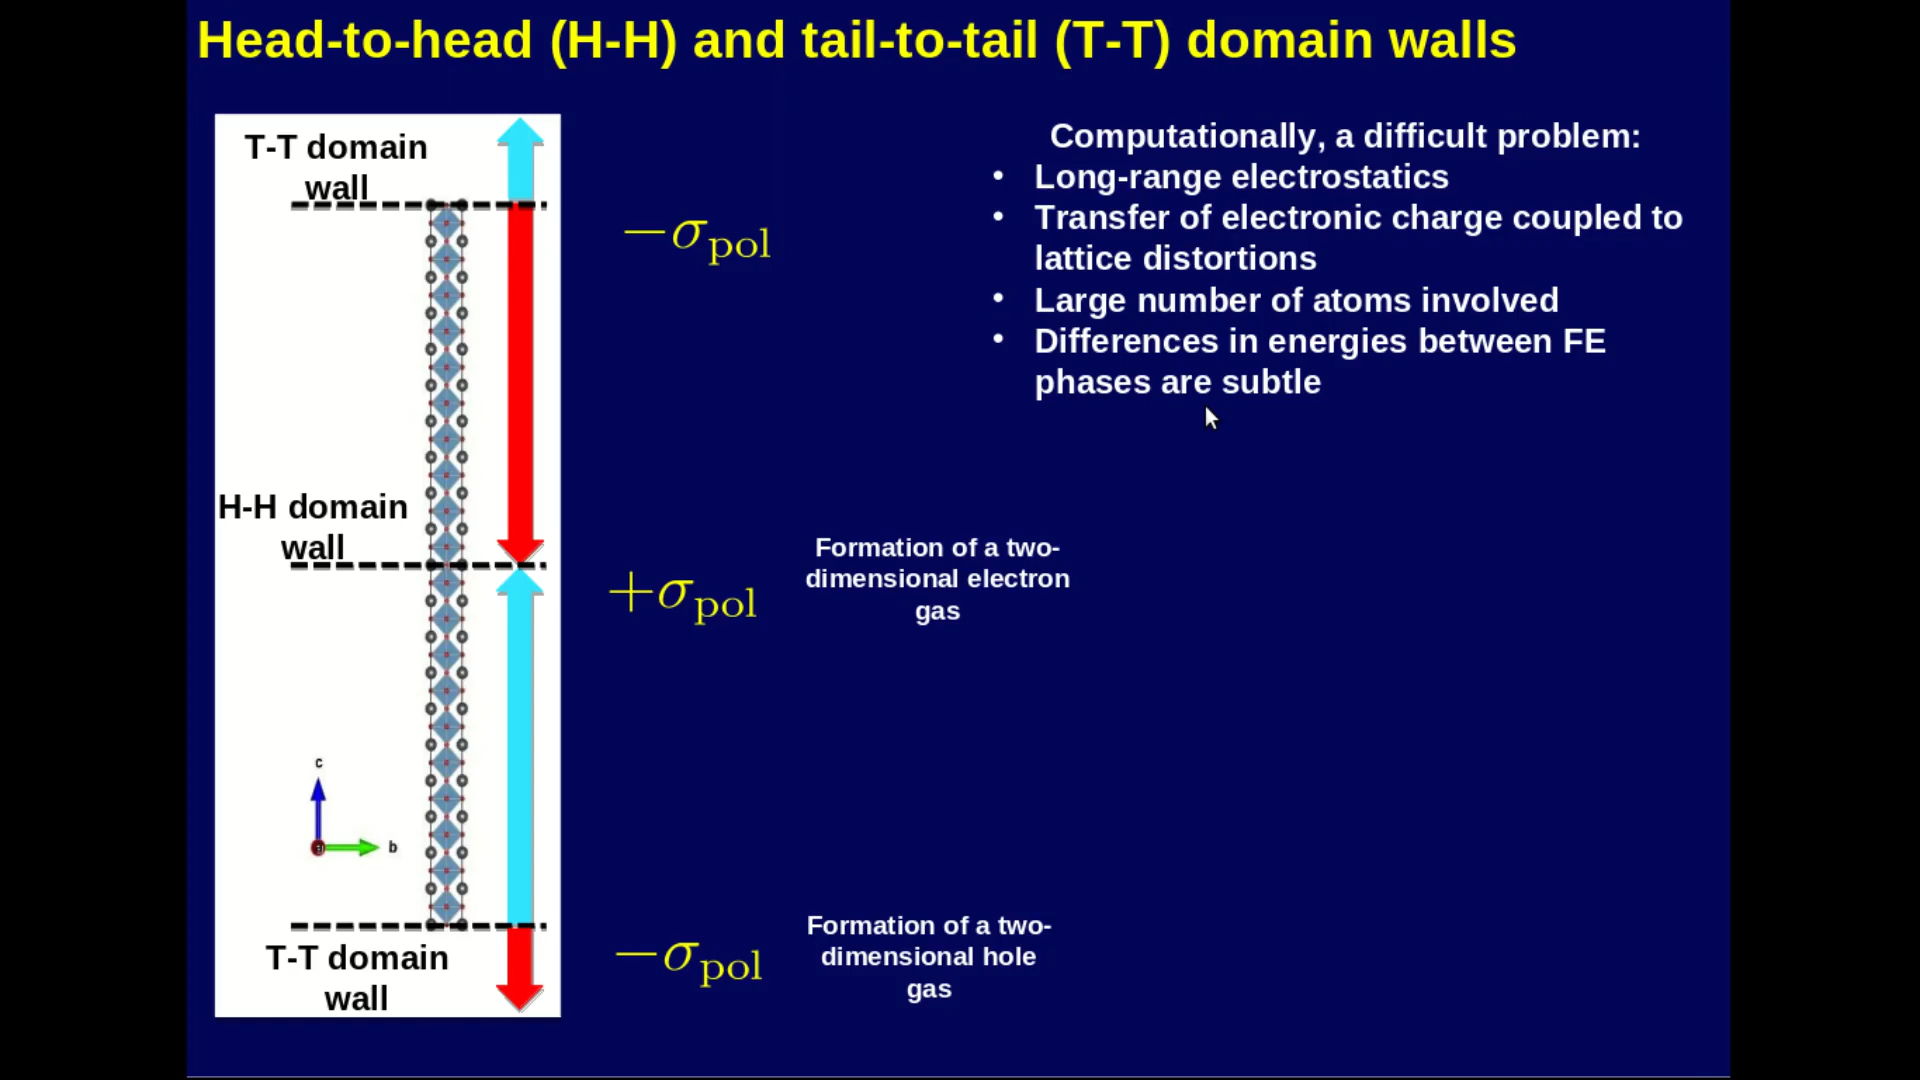 Head-to-head (H-H) and tail-to-tail (T-T) domain walls
T-T domain
wall
−σpol
H-H domain
wall
+σpol
Formation of a two-
dimensional electron
gas
c
a
b
T-T domain
wall
−σpol
Formation of a two-
dimensional hole
gas
Computationally, a difficult problem:
• Long-range electrostatics
• Transfer of electronic charge coupled to
lattice distortions
• Large number of atoms involved
• Differences in energies between FE
phases are subtle